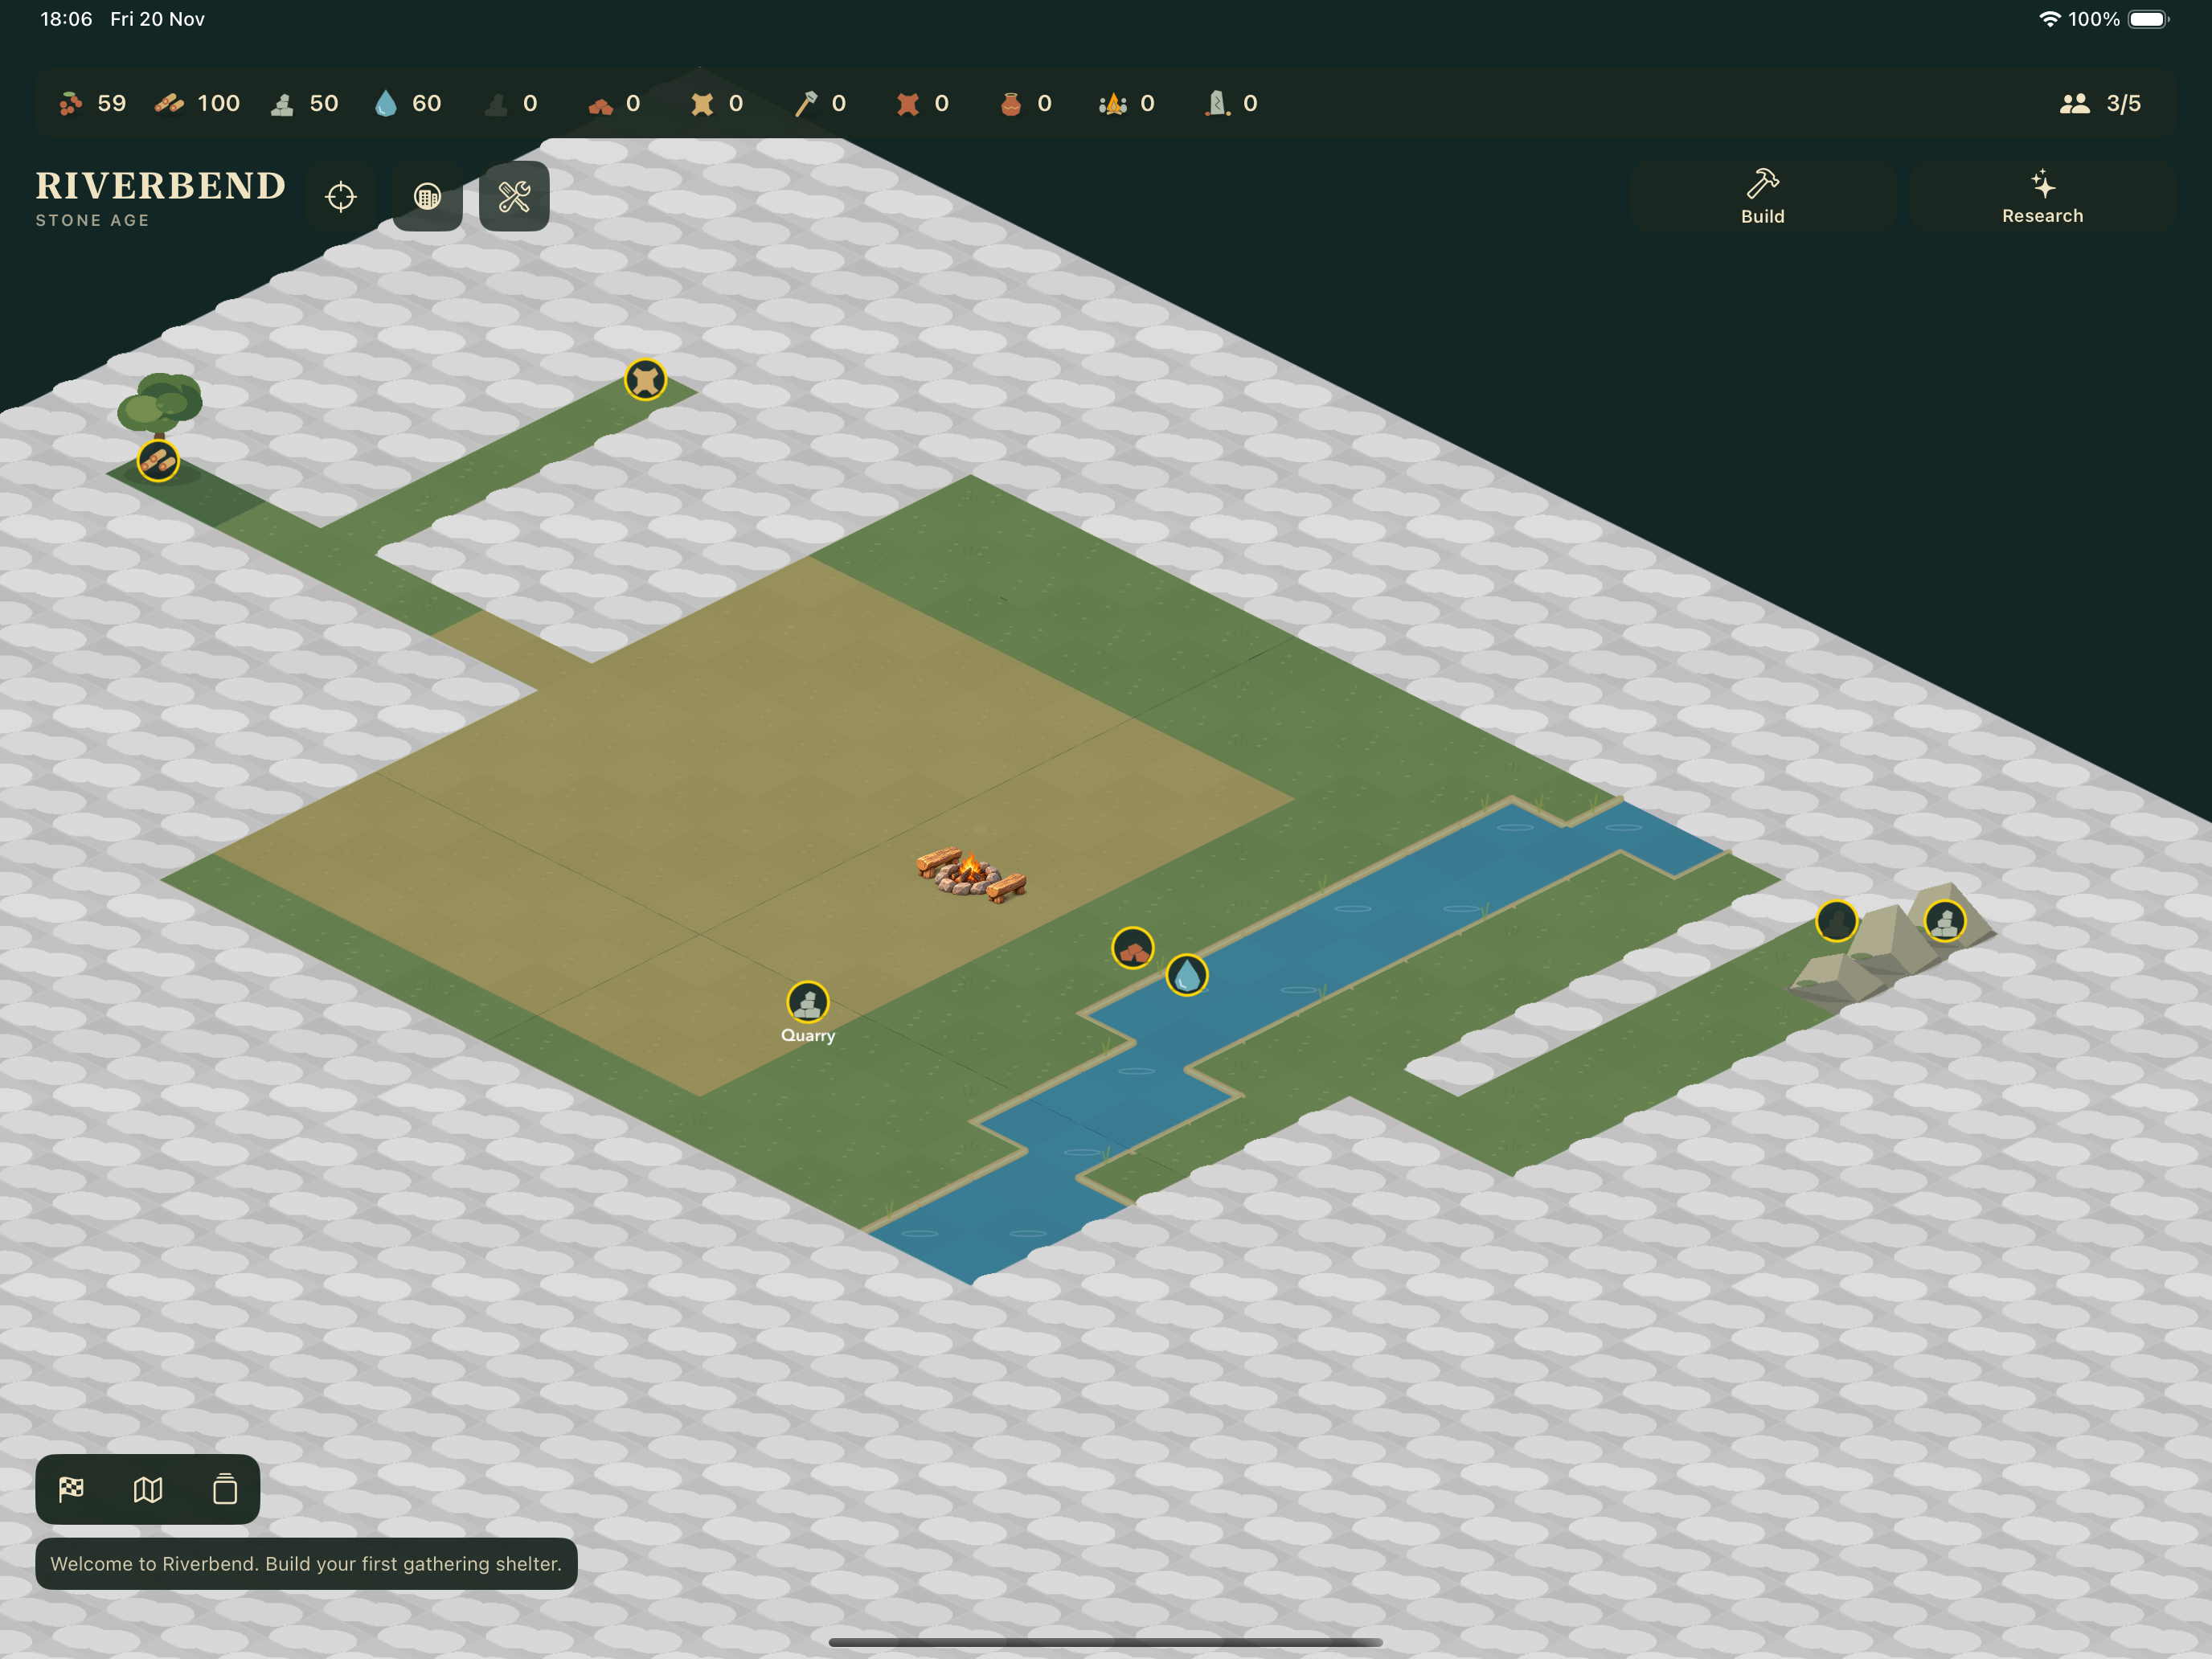 18:06 Fri 20 Nov
100%
59 100 50 60 0 0 0 0 0 0 0 0 3/5
RIVERBEND
STONE AGE
Build
Research
Quarry
Welcome to Riverbend. Build your first gathering shelter.